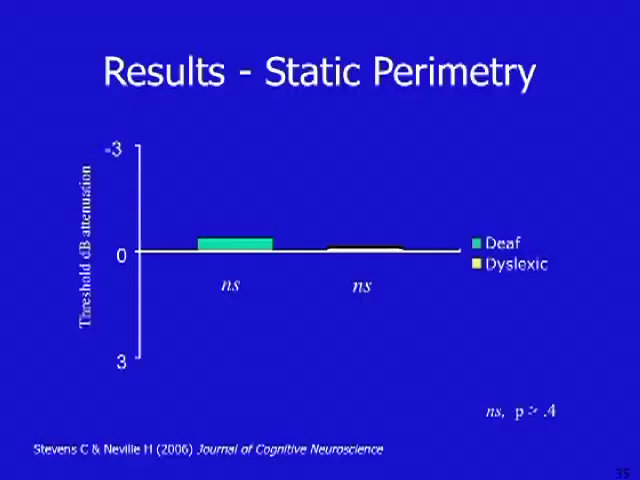 Results - Static Perimetry
-3
Threshold dB attenuation
0
3
Deaf
Dyslexic
ns
ns
ns, p > .4
Stevens C & Neville H (2006) Journal of Cognitive Neuroscience
35